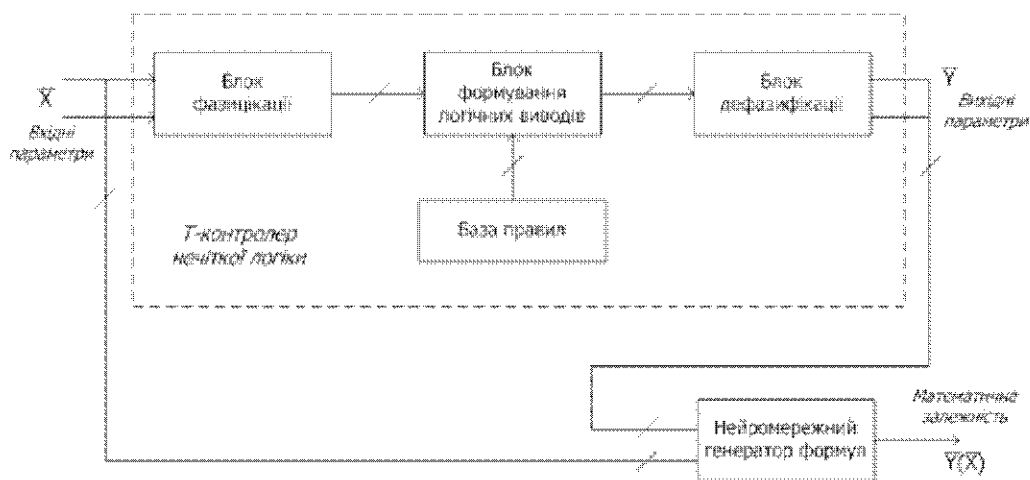 X̅
Вхідні
параметри
Блок
фазифікації
Блок
формування
логічних виводів
Блок
дефазифікації
Y̅
Вихідні
параметри
База правил
Т-контролер
нечіткої логіки
Нейромережний
генератор формул
Математична
залежність
Y̅(X̅)